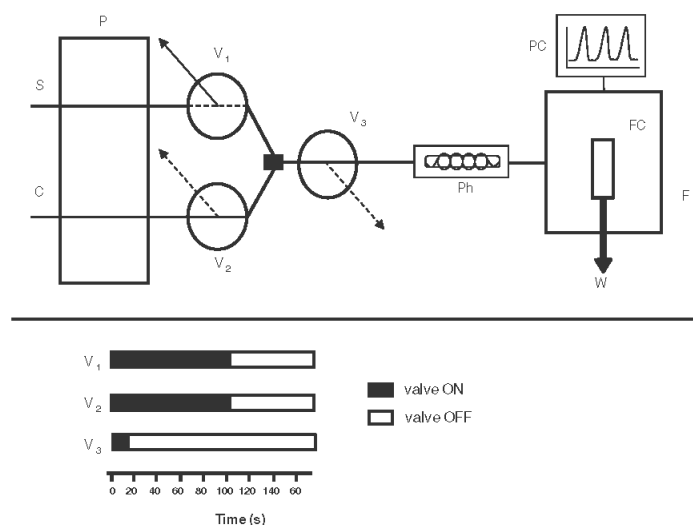 P
PC
S
V1
V3
FC
C
Ph
F
V2
W
V1
V2
V3
valve ON
valve OFF
0 20 40 60 80 100 120 140 60
Time (s)